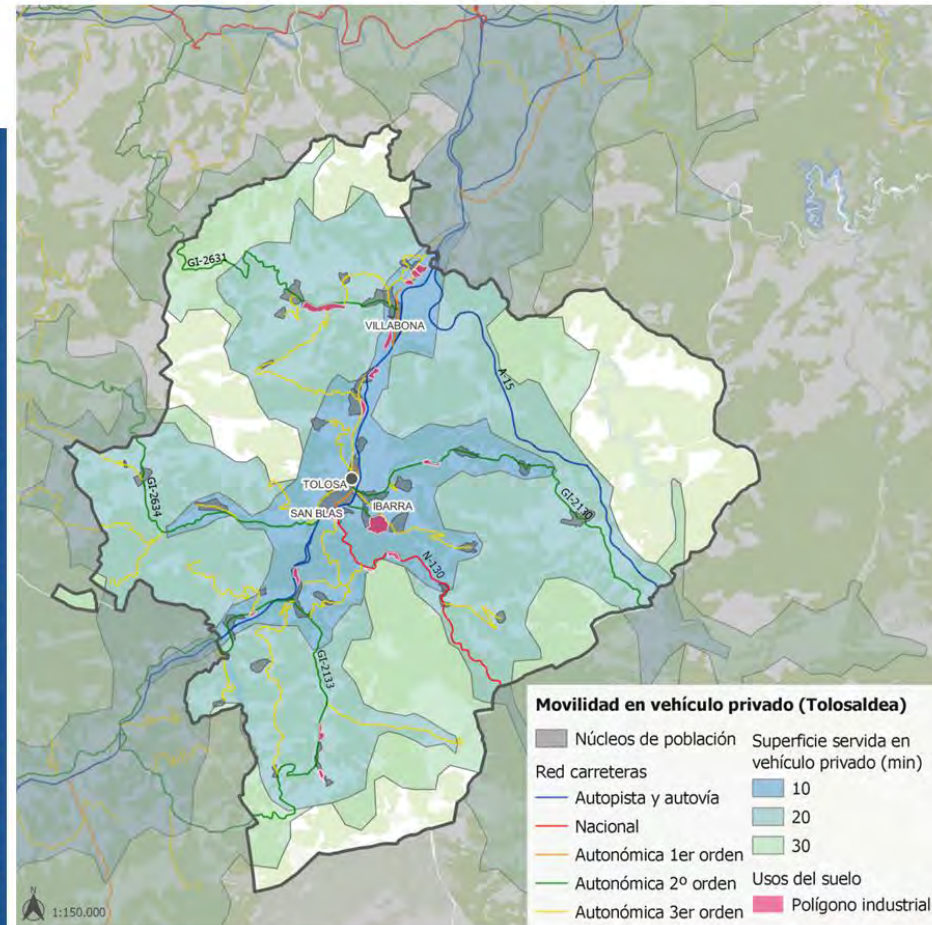 GI-2631
VILLABONA
A-15
TOLOSA
GI-2634
SAN BLAS
IBARRA
GI-2130
N-130
GI-2133
Movilidad en vehículo privado (Tolosaldea)
Núcleos de población
Red carreteras
Autopista y autovía
Nacional
Autonómica 1er orden
Autonómica 2º orden
Autonómica 3er orden
Superficie servida en
vehículo privado (min)
10
20
30
Usos del suelo
Polígono industrial
N
1:150.000